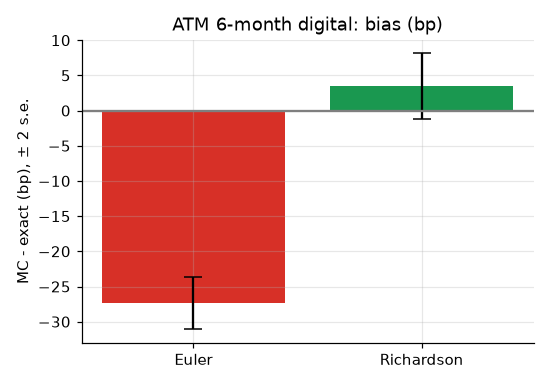 ATM 6-month digital: bias (bp)
MC - exact (bp), ± 2 s.e.
10
5
0
−5
−10
−15
−20
−25
−30
Euler
Richardson